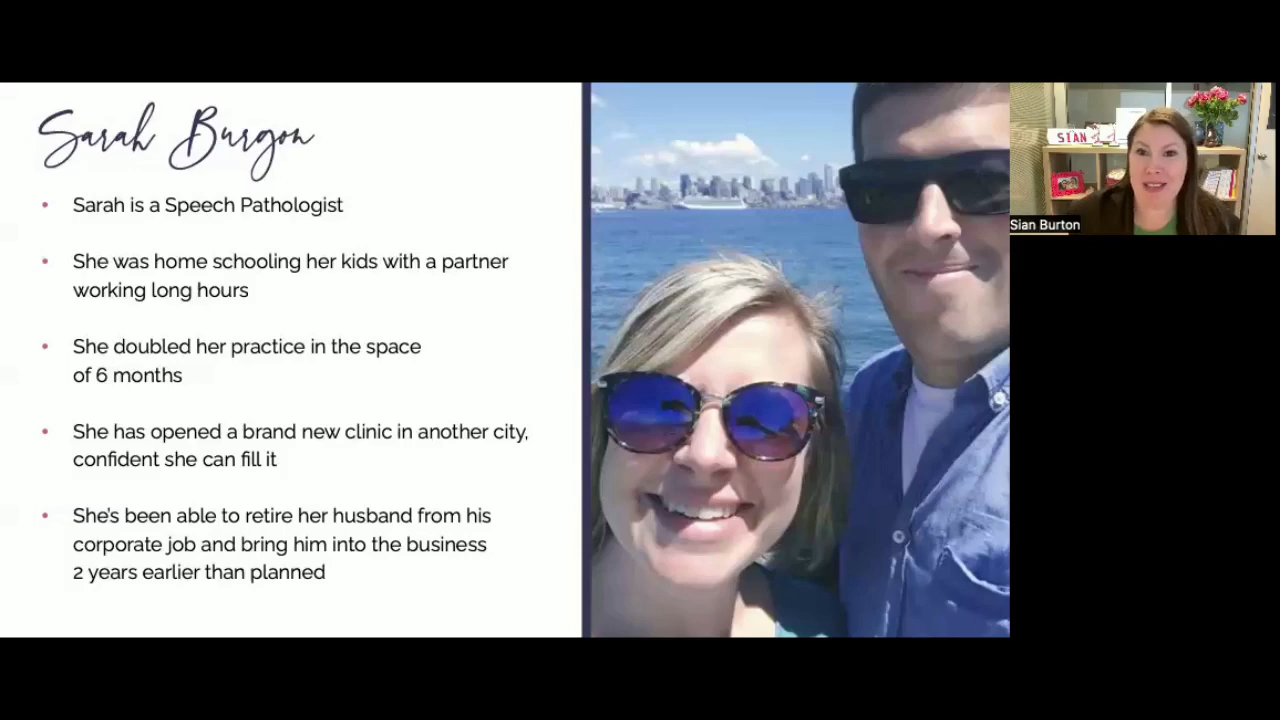 Sarah Burgon
• Sarah is a Speech Pathologist
• She was home schooling her kids with a partner
working long hours
• She doubled her practice in the space
of 6 months
• She has opened a brand new clinic in another city,
confident she can fill it
• She's been able to retire her husband from his
corporate job and bring him into the business
2 years earlier than planned
SIAN
Sian Burton